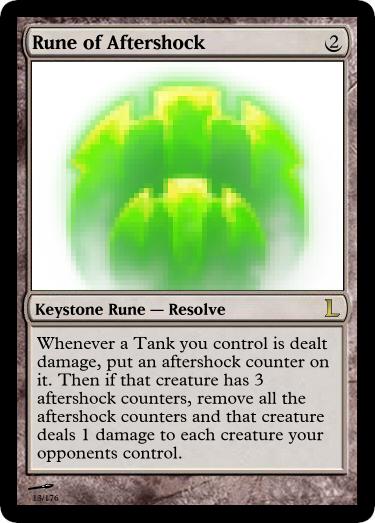 Rune of Aftershock 2
Keystone Rune — Resolve L
Whenever a Tank you control is dealt
damage, put an aftershock counter on
it. Then if that creature has 3
aftershock counters, remove all the
aftershock counters and that creature
deals 1 damage to each creature your
opponents control.
13/176